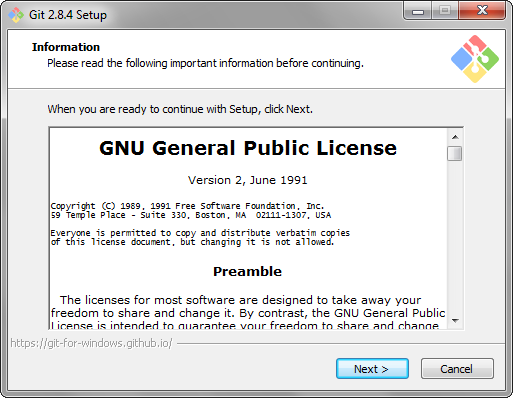 Git 2.8.4 Setup
Information
Please read the following important information before continuing.
When you are ready to continue with Setup, click Next.
GNU General Public License
Version 2, June 1991
Copyright (C) 1989, 1991 Free Software Foundation, Inc.
59 Temple Place - Suite 330, Boston, MA  02111-1307, USA
Everyone is permitted to copy and distribute verbatim copies
of this license document, but changing it is not allowed.
Preamble
The licenses for most software are designed to take away your
freedom to share and change it. By contrast, the GNU General Public
License is intended to guarantee your freedom to share and change
https://git-for-windows.github.io/
Next >
Cancel